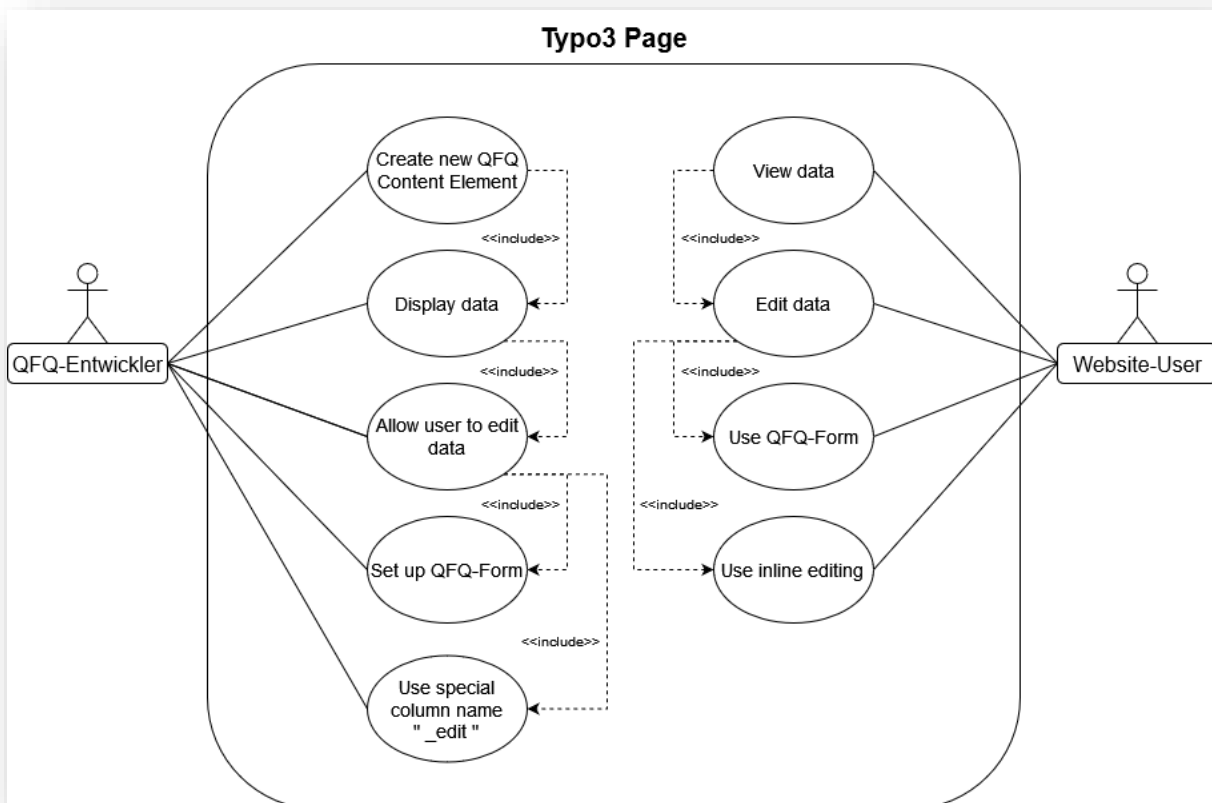 Typo3 Page
Create new QFQ
Content Element
View data
<<include>>
<<include>>
Display data
Edit data
QFQ-Entwickler
Website-User
<<include>>
<<include>>
Allow user to edit
data
Use QFQ-Form
<<include>>
<<include>>
Set up QFQ-Form
Use inline editing
<<include>>
Use special
column name
" _edit "